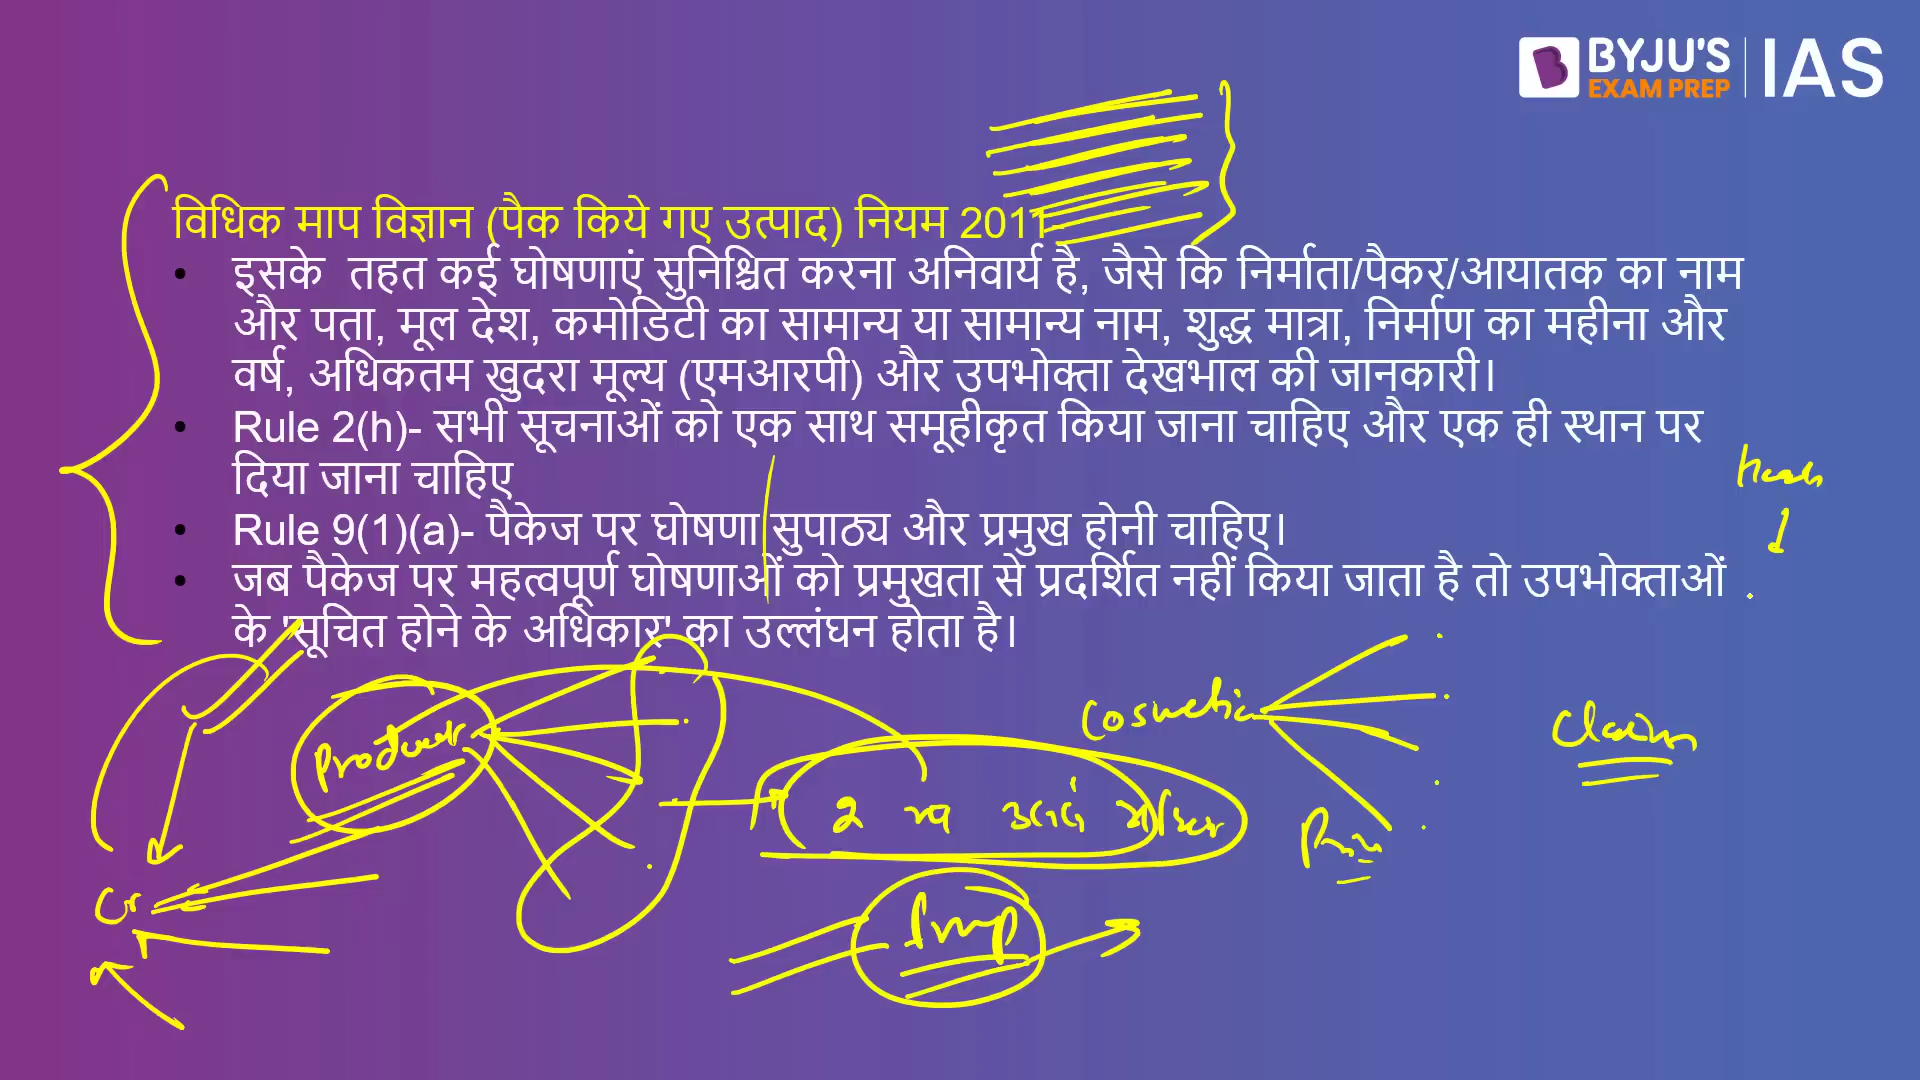 BYJU'S
EXAM PREP
IAS
विधिक माप विज्ञान (पैक किये गए उत्पाद) नियम 2011-
• इसके तहत कई घोषणाएं सुनिश्चित करना अनिवार्य है, जैसे कि निर्माता/पैकर/आयातक का नाम
और पता, मूल देश, कमोडिटी का सामान्य या सामान्य नाम, शुद्ध मात्रा, निर्माण का महीना और
वर्ष, अधिकतम खुदरा मूल्य (एमआरपी) और उपभोक्ता देखभाल की जानकारी।
• Rule 2(h)- सभी सूचनाओं को एक साथ समूहीकृत किया जाना चाहिए और एक ही स्थान पर
दिया जाना चाहिए
• Rule 9(1)(a)- पैकेज पर घोषणा सुपाठ्य और प्रमुख होनी चाहिए।
• जब पैकेज पर महत्वपूर्ण घोषणाओं को प्रमुखता से प्रदर्शित नहीं किया जाता है तो उपभोक्ताओं
के 'सूचित होने के अधिकार' का उल्लंघन होता है।
Product
Cosmetic
Claim
Imp